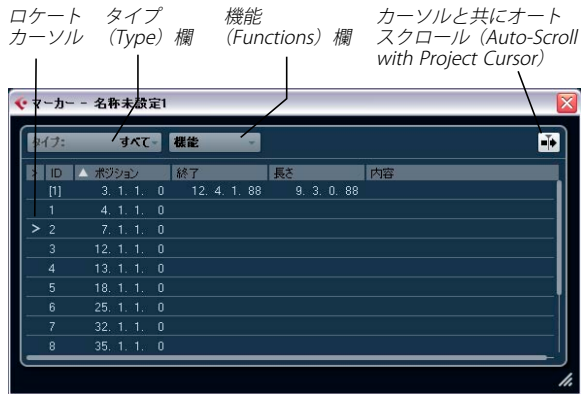 ロケート
カーソル
タイプ
（Type）欄
機能
（Functions）欄
カーソルと共にオート
スクロール（Auto-Scroll
with Project Cursor）
マーカー - 名称未設定1
タイプ: すべて 機能
> ID ポジション 終了 長さ 内容
[1] 3. 1. 1. 0 12. 4. 1. 88 9. 3. 0. 88
1 4. 1. 1. 0
> 2 7. 1. 1. 0
3 12. 1. 1. 0
4 13. 1. 1. 0
5 18. 1. 1. 0
6 25. 1. 1. 0
7 32. 1. 1. 0
8 35. 1. 1. 0